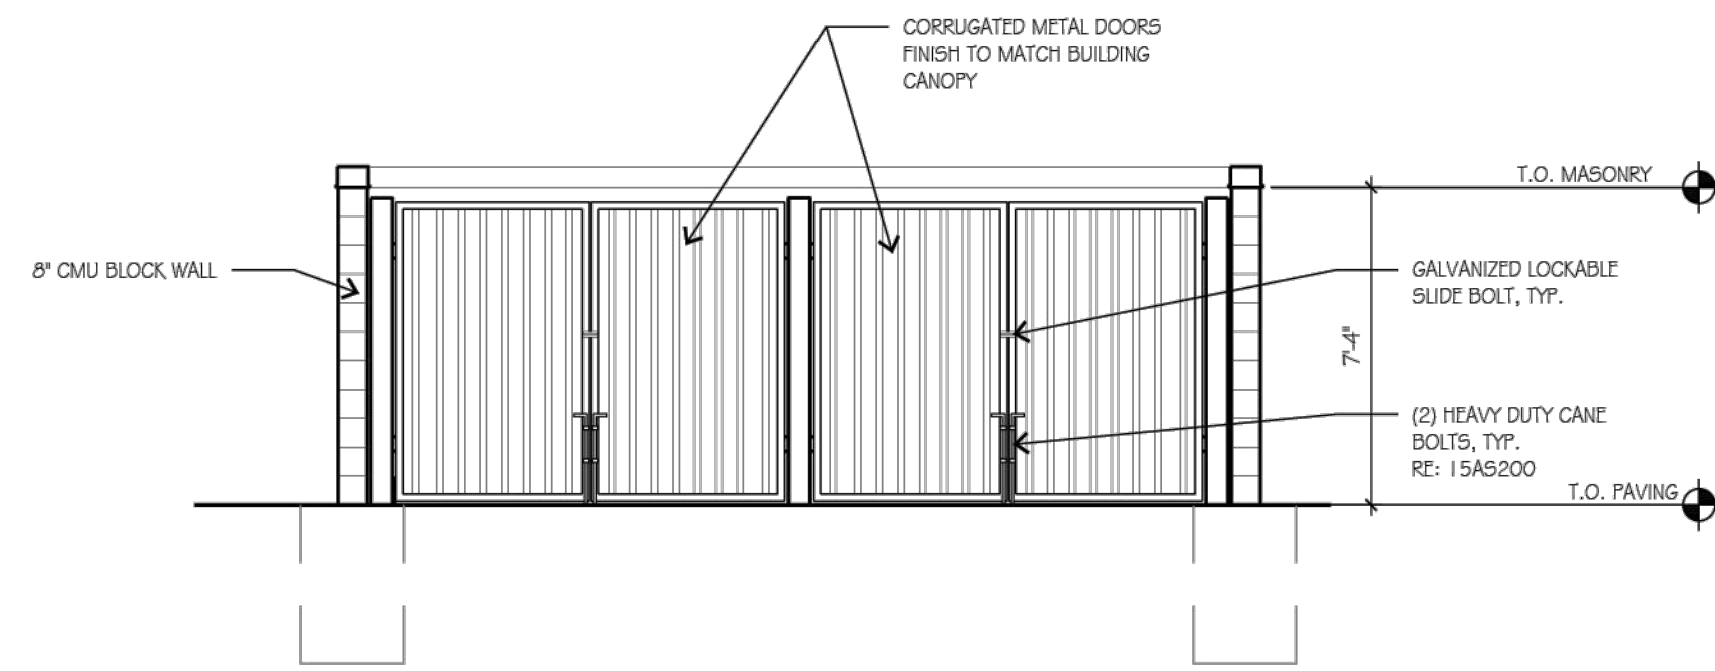 CORRUGATED METAL DOORS
FINISH TO MATCH BUILDING
CANOPY
T.O. MASONRY
8" CMU BLOCK WALL
GALVANIZED LOCKABLE
SLIDE BOLT, TYP.
7'-4"
(2) HEAVY DUTY CANE
BOLTS, TYP.
RE: 15AS200
T.O. PAVING